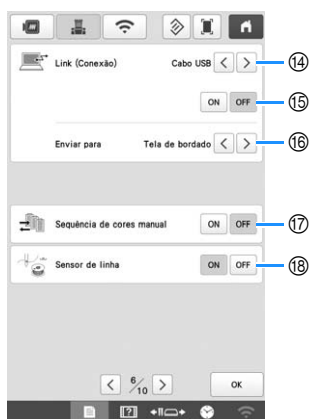 Link (Conexão) Cabo USB < > ⑭
ON OFF ⑮
Enviar para Tela de bordado < > ⑯
Sequência de cores manual ON OFF ⑰
Sensor de linha ON OFF ⑱
< 6/10 > OK